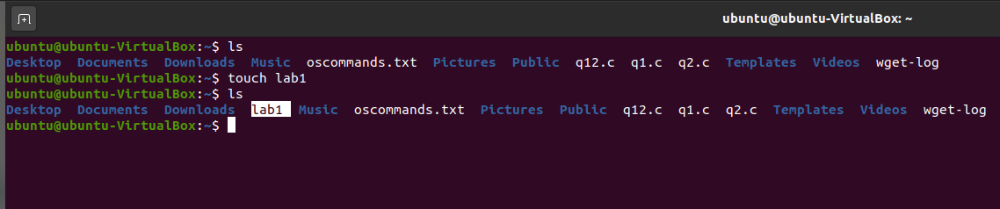 ubuntu@ubuntu-VirtualBox: ~
ubuntu@ubuntu-VirtualBox:~$ ls
Desktop  Documents  Downloads  Music  oscommands.txt  Pictures  Public  q12.c  q1.c  q2.c  Templates  Videos  wget-log
ubuntu@ubuntu-VirtualBox:~$ touch lab1
ubuntu@ubuntu-VirtualBox:~$ ls
Desktop  Documents  Downloads  lab1  Music  oscommands.txt  Pictures  Public  q12.c  q1.c  q2.c  Templates  Videos  wget-log
ubuntu@ubuntu-VirtualBox:~$